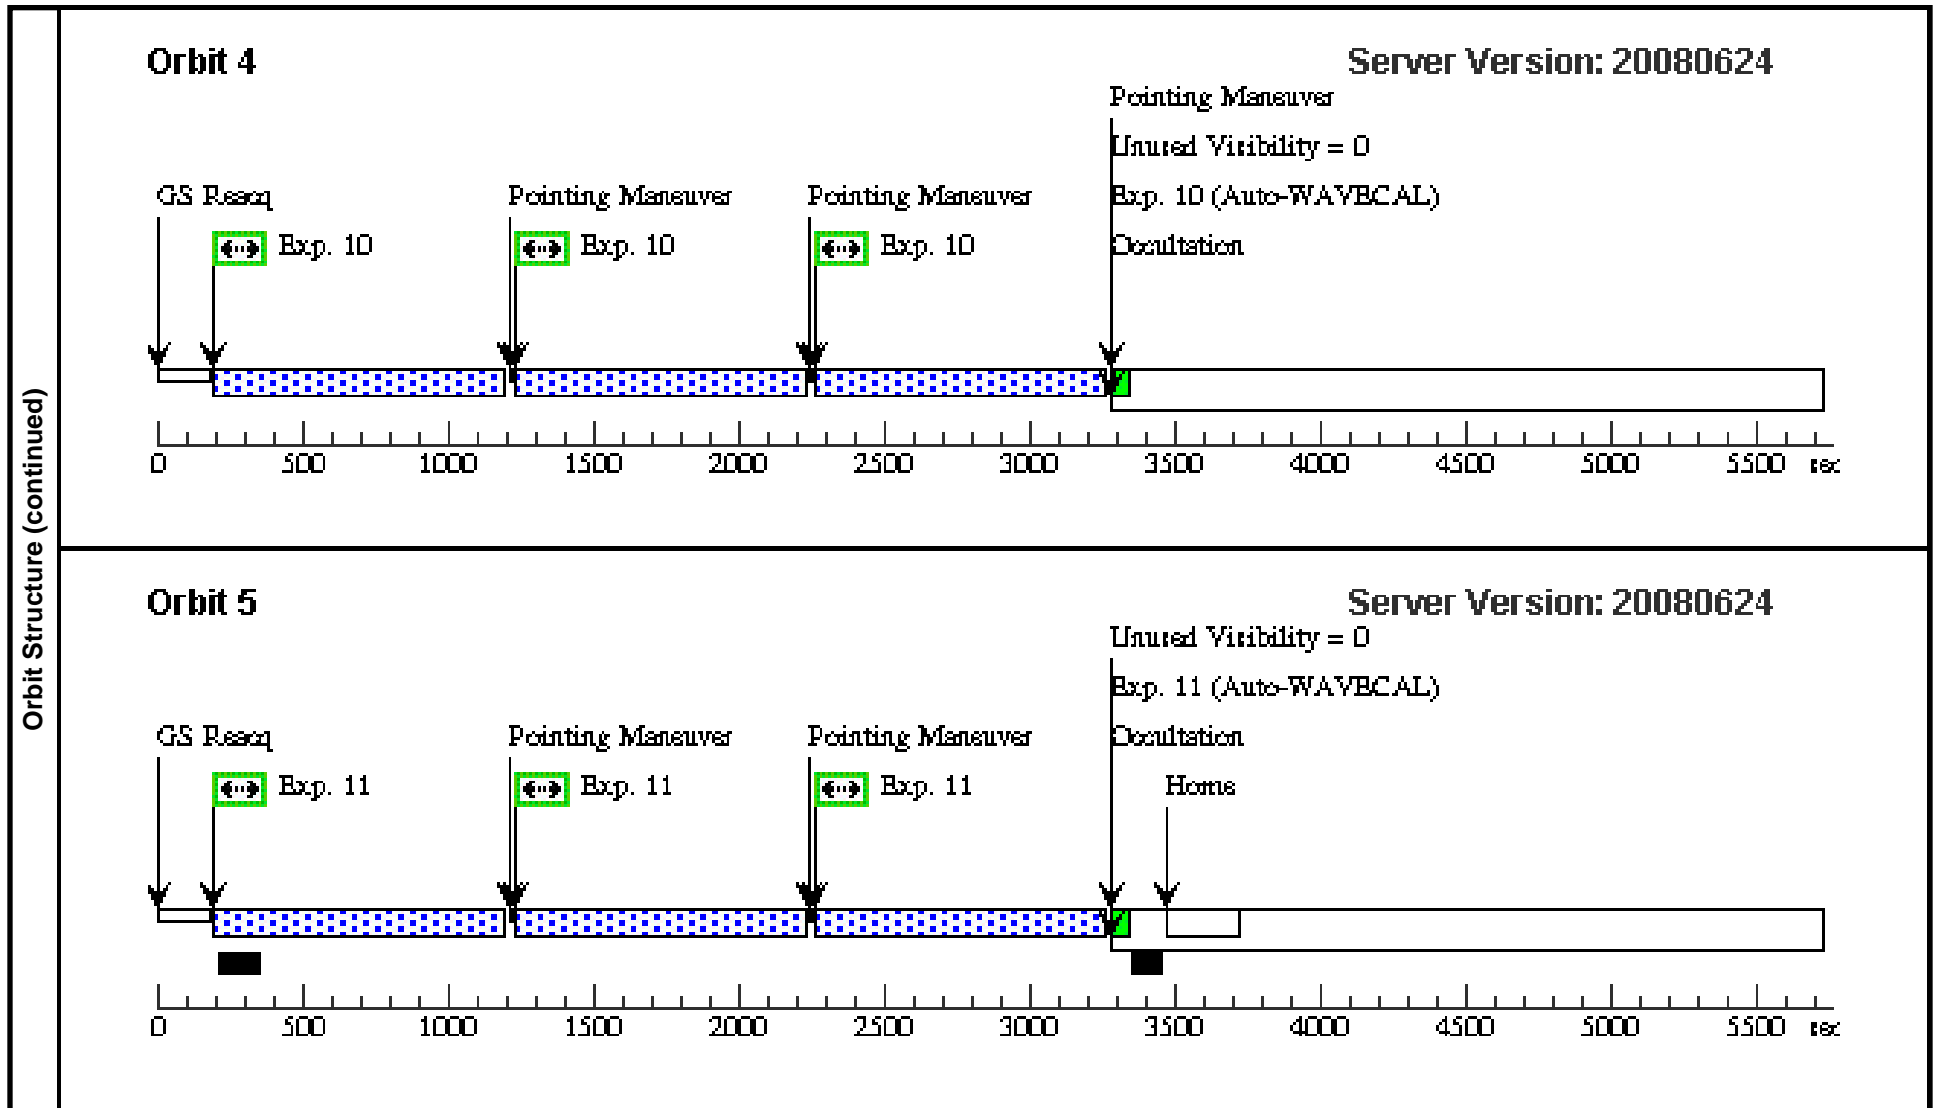 Orbit Structure (continued)
Orbit 4
Server Version: 20080624
Pointing Maneuver
Unused Visibility = 0
GS Reacq
Pointing Maneuver
Pointing Maneuver
Exp. 10 (Auto-WAVECAL)
Exp. 10
Exp. 10
Exp. 10
Occultation
0 500 1000 1500 2000 2500 3000 3500 4000 4500 5000 5500 sec
Orbit 5
Server Version: 20080624
Unused Visibility = 0
Exp. 11 (Auto-WAVECAL)
GS Reacq
Pointing Maneuver
Pointing Maneuver
Occultation
Exp. 11
Exp. 11
Exp. 11
Home
0 500 1000 1500 2000 2500 3000 3500 4000 4500 5000 5500 sec